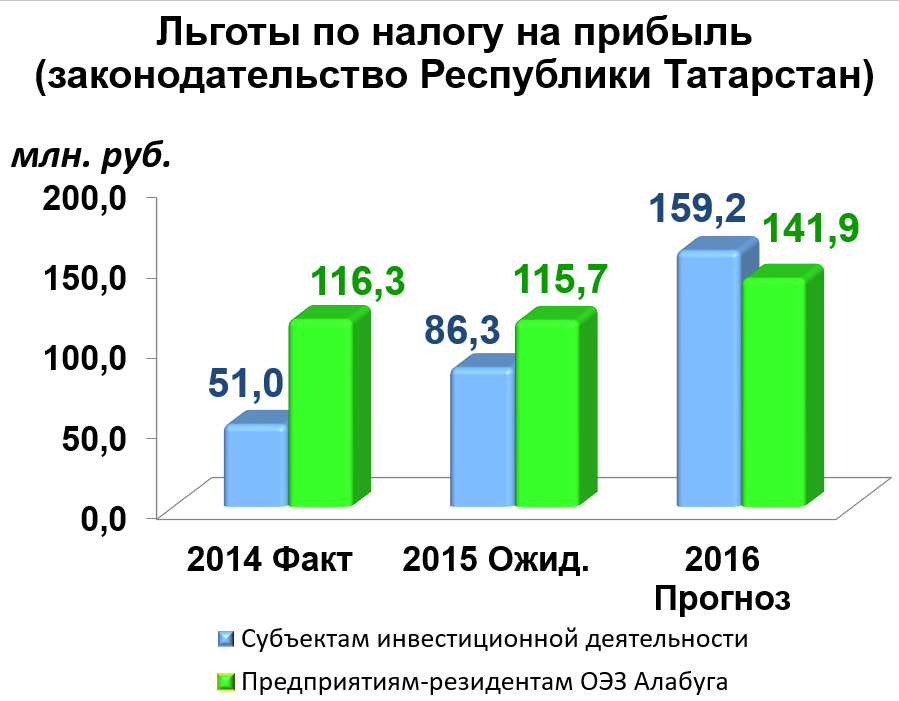 Льготы по налогу на прибыль
(законодательство Республики Татарстан)
млн. руб.
200,0
150,0
100,0
50,0
0,0
51,0
116,3
86,3
115,7
159,2
141,9
2014 Факт
2015 Ожид.
2016
Прогноз
Субъектам инвестиционной деятельности
Предприятиям-резидентам ОЭЗ Алабуга